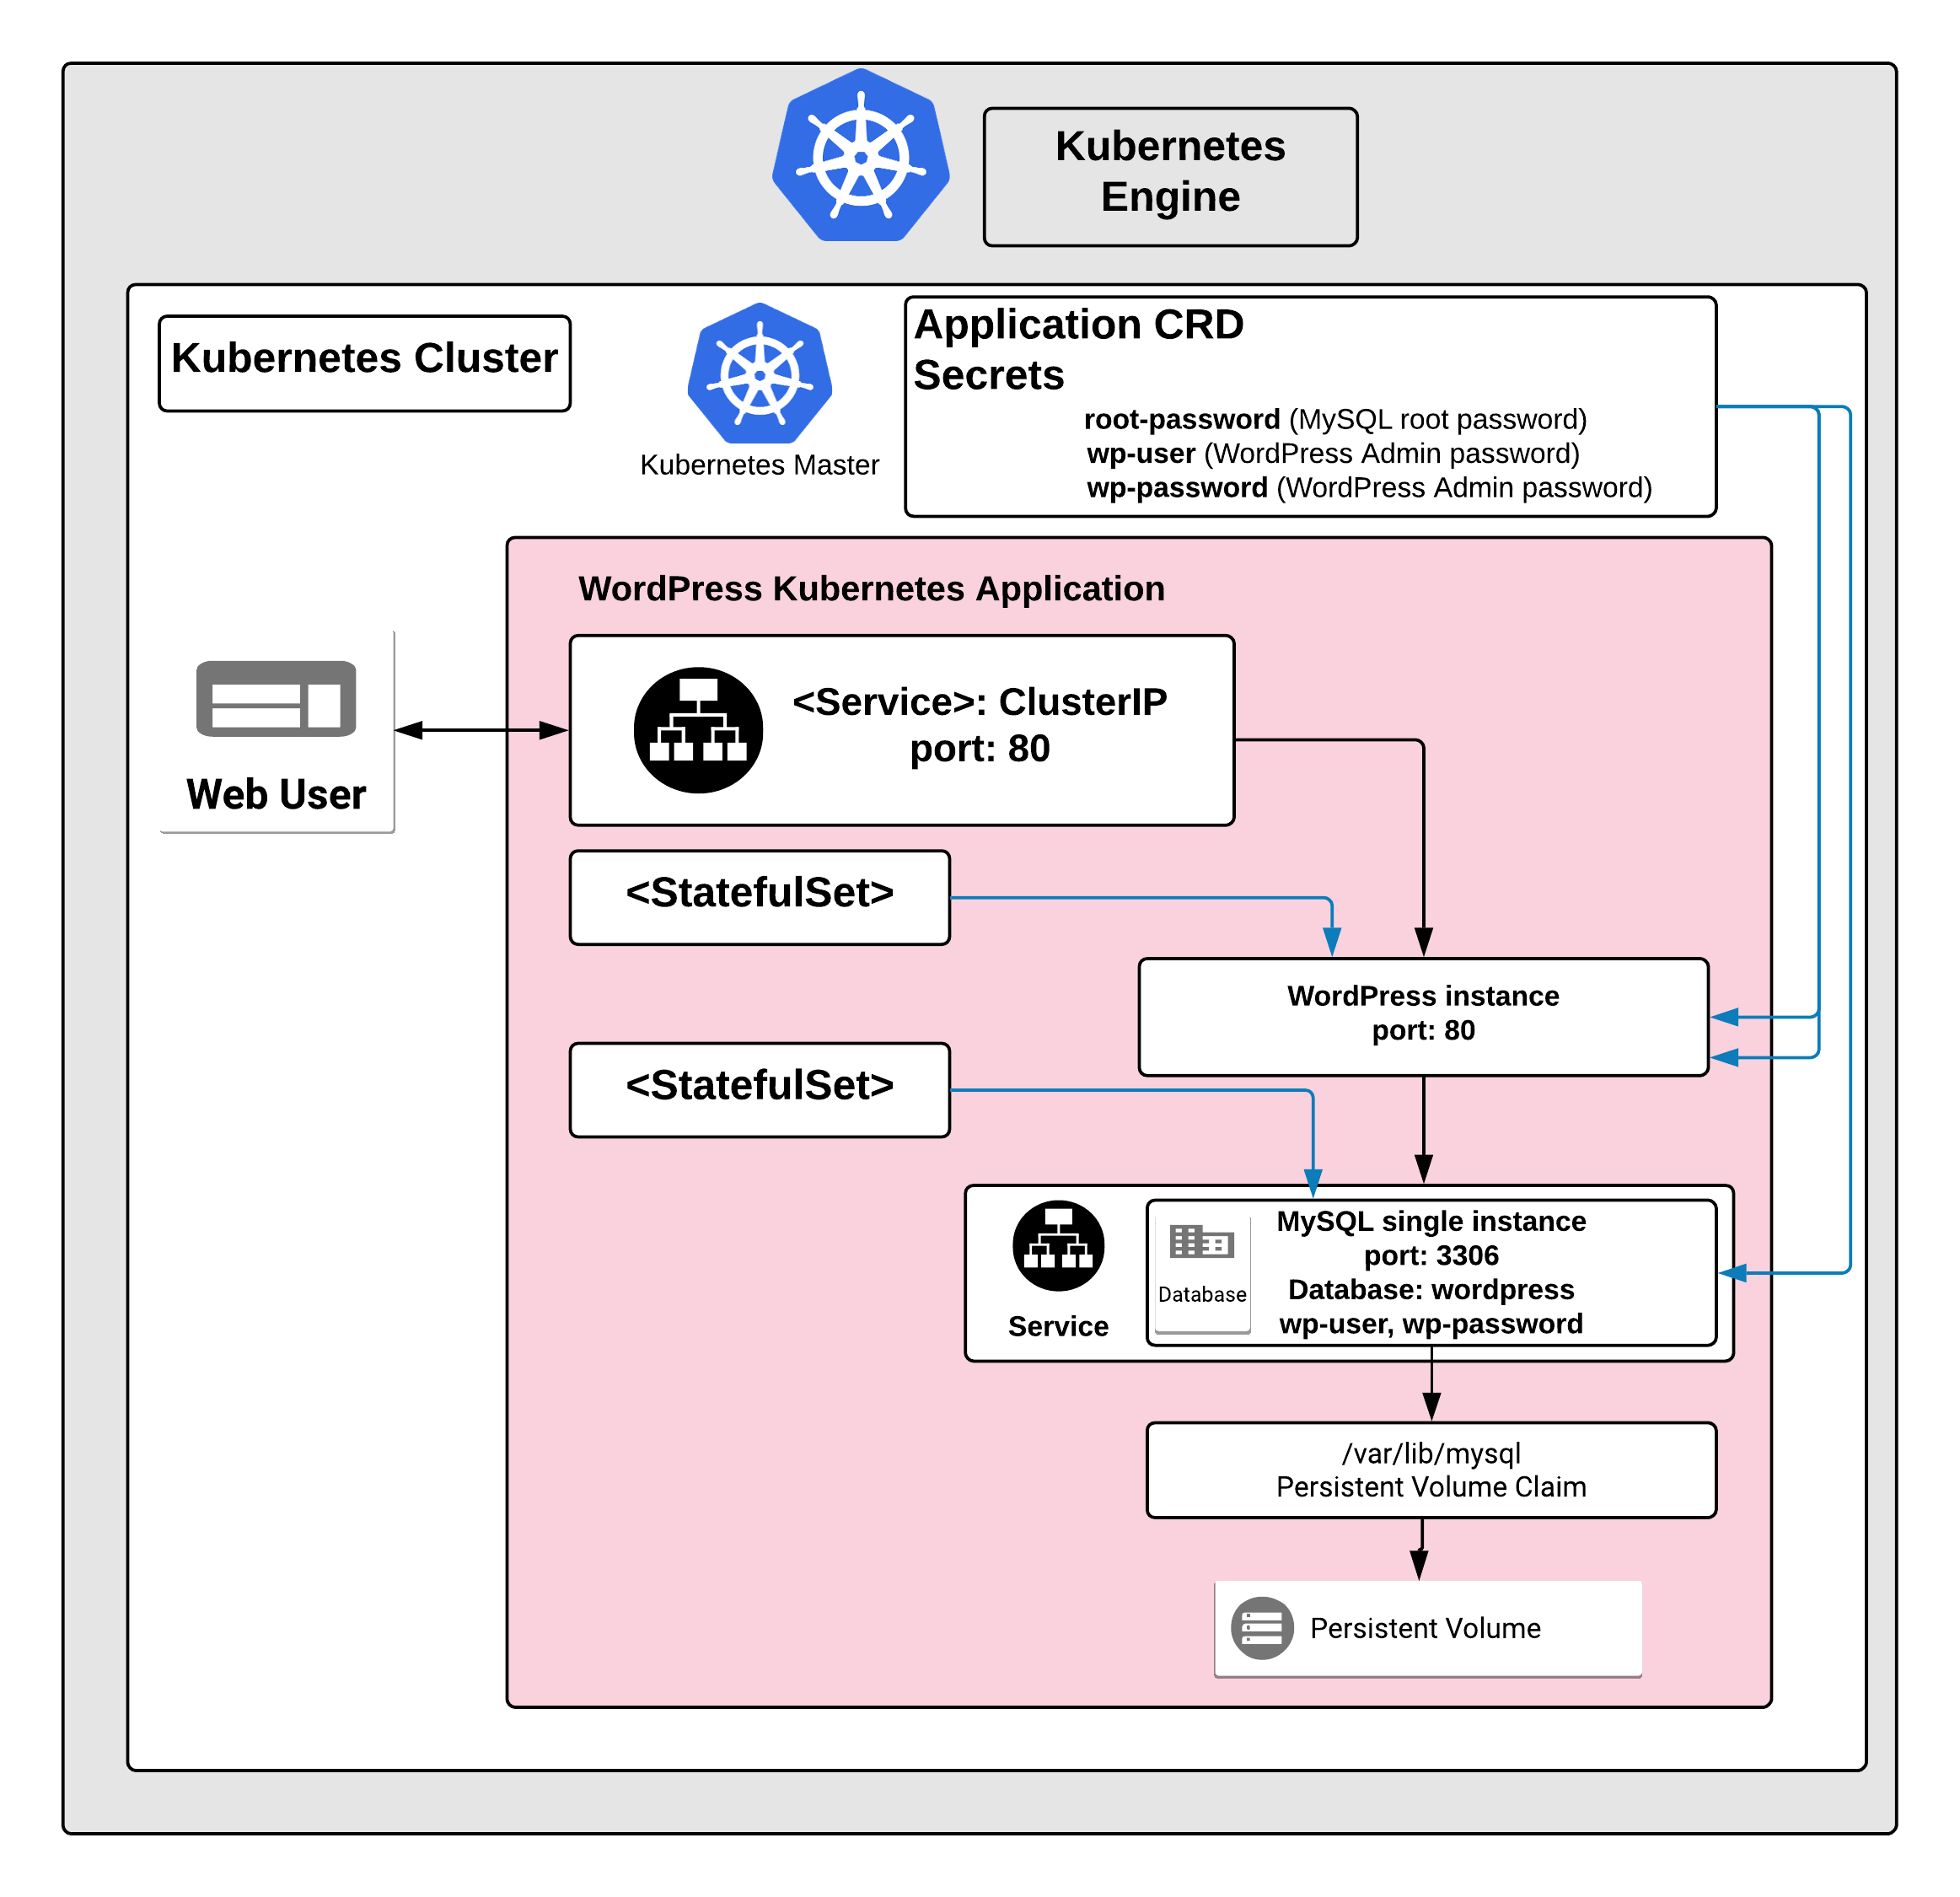 Kubernetes
Engine
Kubernetes Cluster
Kubernetes Master
Application CRD
Secrets
root-password (MySQL root password)
wp-user (WordPress Admin password)
wp-password (WordPress Admin password)
WordPress Kubernetes Application
Web User
<Service>: ClusterIP
port: 80
<StatefulSet>
WordPress instance
port: 80
<StatefulSet>
Service
Database
MySQL single instance
port: 3306
Database: wordpress
wp-user, wp-password
/var/lib/mysql
Persistent Volume Claim
Persistent Volume